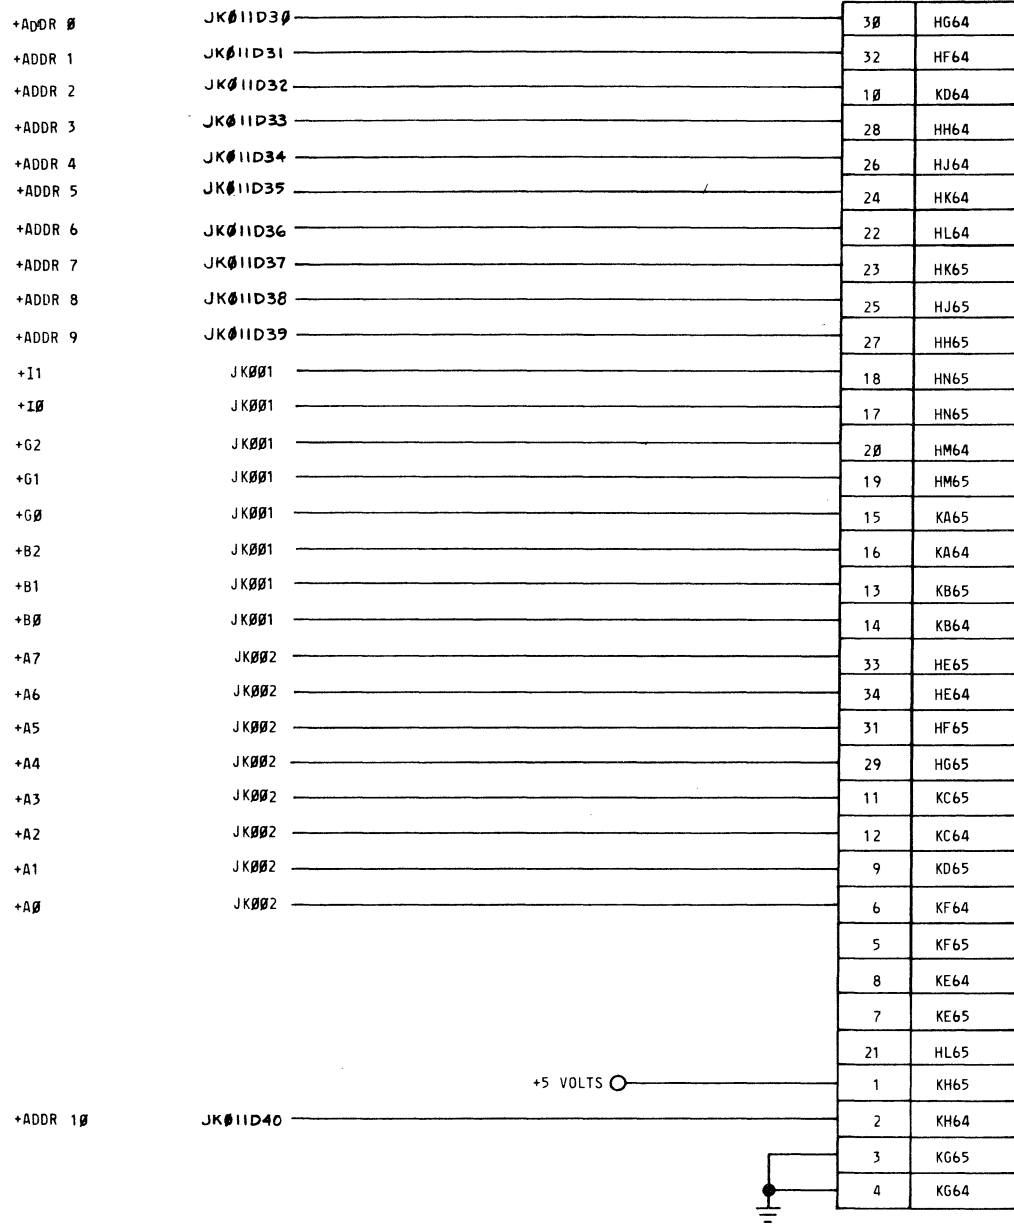 +ADDR Ø JKØ11D3Ø 3Ø HG64
+ADDR 1 JKØ11D31 32 HF64
+ADDR 2 JKØ11D32 1Ø KD64
+ADDR 3 JKØ11D33 28 HH64
+ADDR 4 JKØ11D34 26 HJ64
+ADDR 5 JKØ11D35 24 HK64
+ADDR 6 JKØ11D36 22 HL64
+ADDR 7 JKØ11D37 23 HK65
+ADDR 8 JKØ11D38 25 HJ65
+ADDR 9 JKØ11D39 27 HH65
+I1 JKØØ1 18 HN65
+IØ JKØØ1 17 HN65
+G2 JKØØ1 2Ø HM64
+G1 JKØØ1 19 HM65
+GØ JKØØ1 15 KA65
+B2 JKØØ1 16 KA64
+B1 JKØØ1 13 KB65
+BØ JKØØ1 14 KB64
+A7 JKØØ2 33 HE65
+A6 JKØØ2 34 HE64
+A5 JKØØ2 31 HF65
+A4 JKØØ2 29 HG65
+A3 JKØØ2 11 KC65
+A2 JKØØ2 12 KC64
+A1 JKØØ2 9 KD65
+AØ JKØØ2 6 KF64
5 KF65
8 KE64
7 KE65
21 HL65
+5 VOLTS 1 KH65
+ADDR 1Ø JKØ11D40 2 KH64
3 KG65
4 KG64